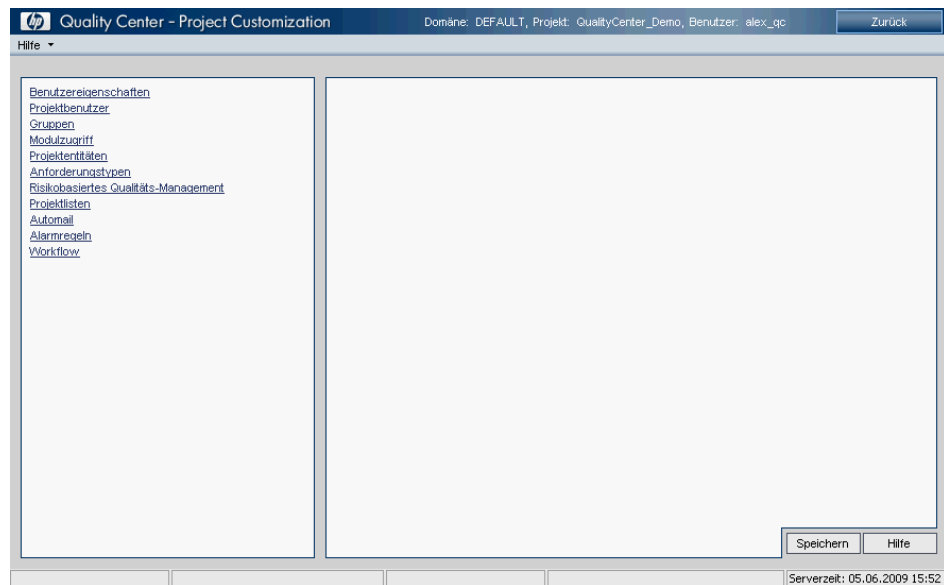 hp Quality Center - Project Customization Domäne: DEFAULT, Projekt: QualityCenter_Demo, Benutzer: alex_qc Zurück
Hilfe
Benutzereigenschaften
Projektbenutzer
Gruppen
Modulzugriff
Projektentitäten
Anforderungstypen
Risikobasiertes Qualitäts-Management
Projektlisten
Automail
Alarmregeln
Workflow
Speichern Hilfe
Serverzeit: 05.06.2009 15:52